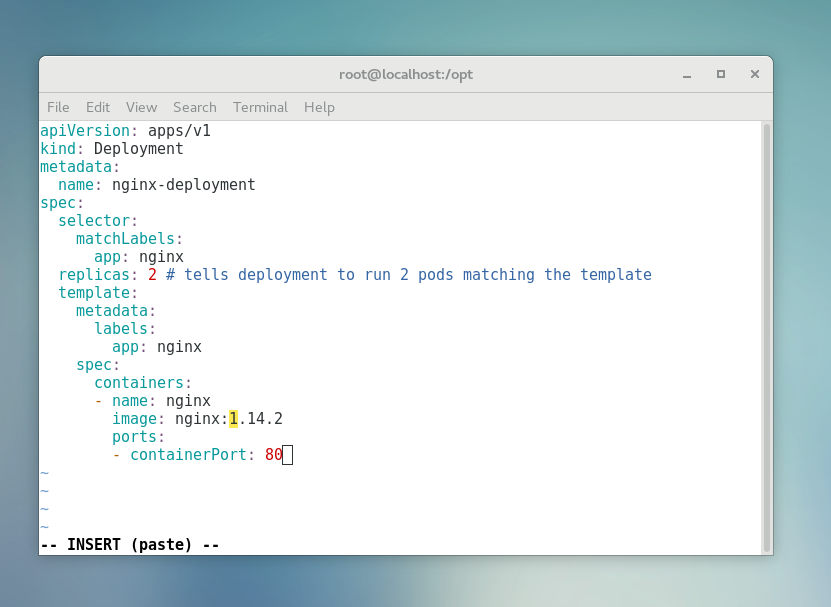 root@localhost:/opt
File Edit View Search Terminal Help
apiVersion: apps/v1
kind: Deployment
metadata:
  name: nginx-deployment
spec:
  selector:
    matchLabels:
      app: nginx
  replicas: 2 # tells deployment to run 2 pods matching the template
  template:
    metadata:
      labels:
        app: nginx
    spec:
      containers:
      - name: nginx
        image: nginx:1.14.2
        ports:
        - containerPort: 80
~
~
~
~
-- INSERT (paste) --